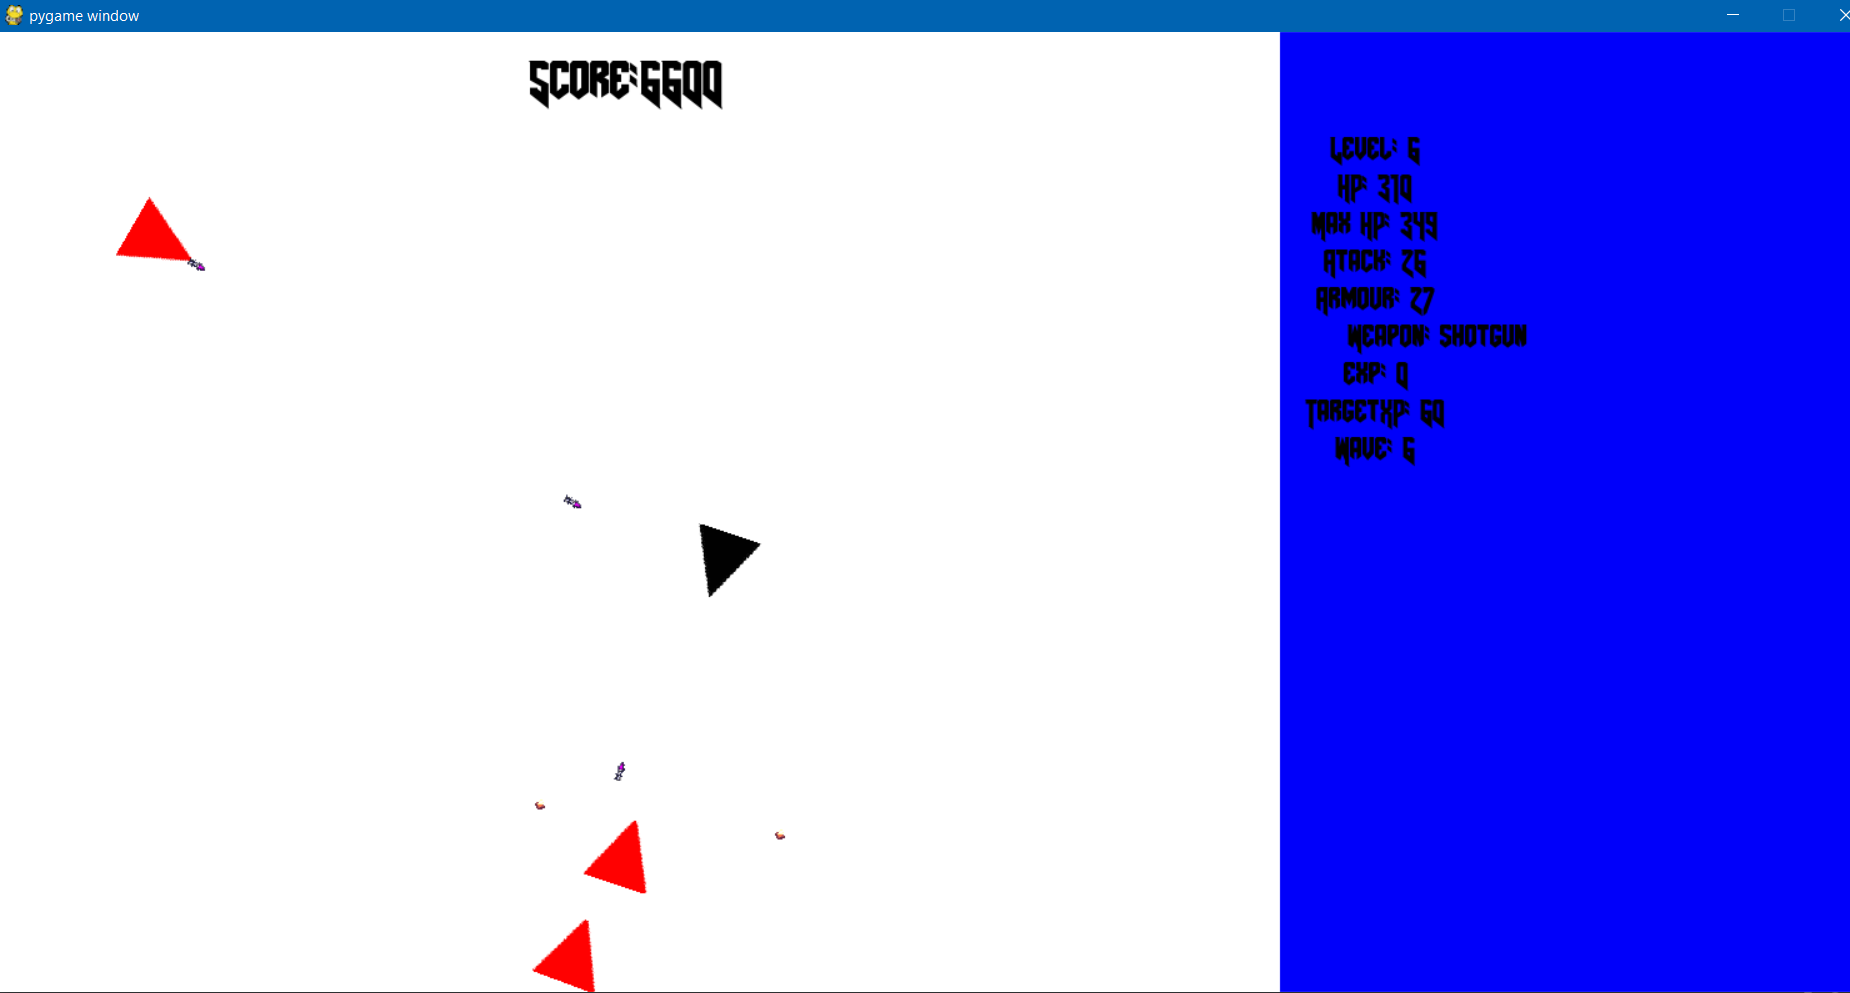 pygame window
SCORE:6600
LEVEL: 6
HP: 310
MAX HP: 349
ATACK: 26
ARMOUR: 27
WEAPON: SHOTGUN
EXP: 0
TARGETXP: 60
WAVE: 6